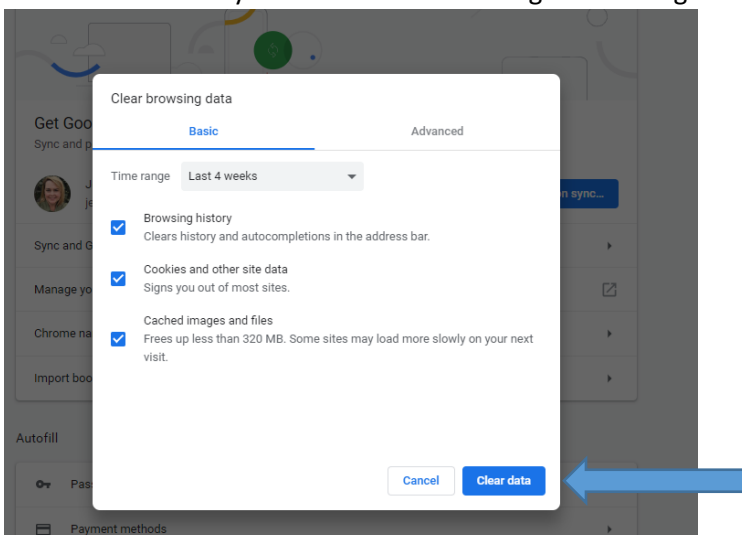 Clear browsing data
Basic Advanced
Time range Last 4 weeks
Browsing history
Clears history and autocompletions in the address bar.
Cookies and other site data
Signs you out of most sites.
Cached images and files
Frees up less than 320 MB. Some sites may load more slowly on your next
visit.
Cancel Clear data
Get Goo
Sync and p
J
je
n sync...
Sync and G
Manage yo
Chrome na
Import boo
Autofill
Pas
Payment methods